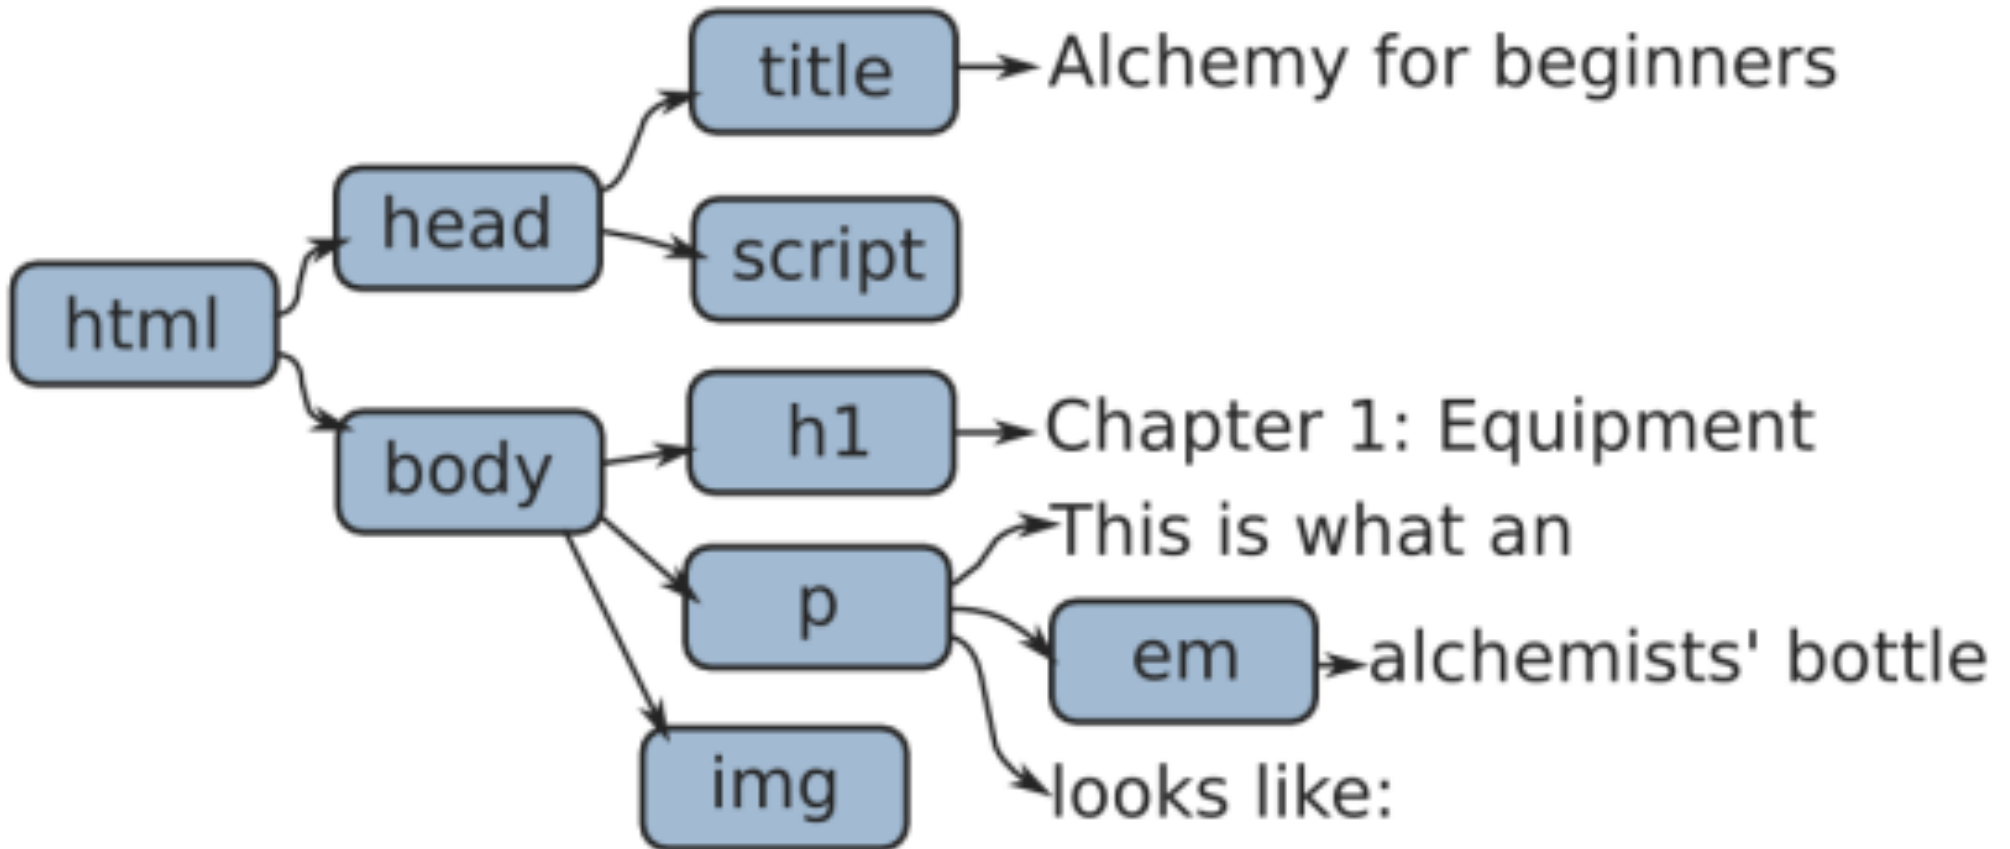 title
Alchemy for beginners
head
script
html
h1
Chapter 1: Equipment
body
This is what an
p
em
alchemists' bottle
img
looks like: